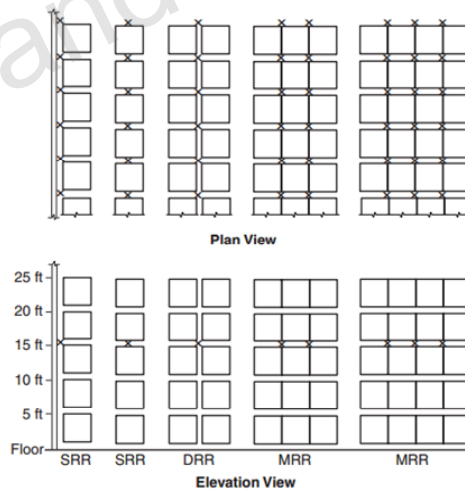 and
Plan View
25 ft
20 ft
15 ft
10 ft
5 ft
Floor
SRR SRR DRR MRR MRR
Elevation View